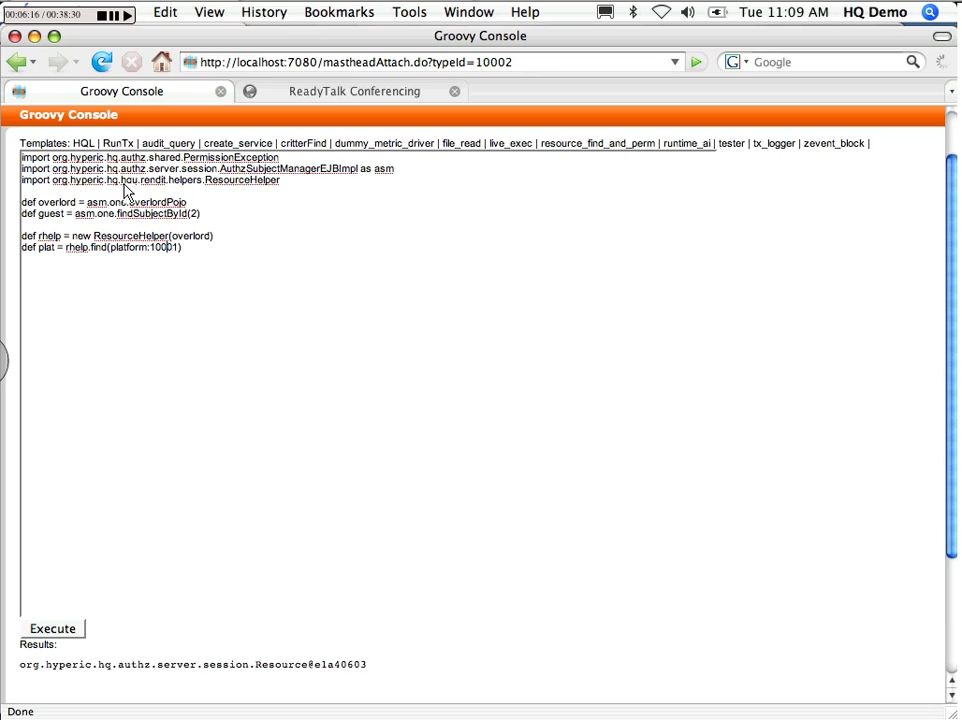 00:06:16 / 00:38:30 Edit View History Bookmarks Tools Window Help Tue 11:09 AM HQ Demo
Groovy Console
http://localhost:7080/mastheadAttach.do?typeId=10002 G Google
Groovy Console ReadyTalk Conferencing
Groovy Console
Templates: HQL | RunTx | audit_query | create_service | critterFind | dummy_metric_driver | file_read | live_exec | resource_find_and_perm | runtime_ai | tester | tx_logger | zevent_block |
import org.hyperic.hq.authz.shared.PermissionException
import org.hyperic.hq.authz.server.session.AuthzSubjectManagerEJBImpl as asm
import org.hyperic.hq.hqu.rendit.helpers.ResourceHelper
def overlord = asm.one.overlordPojo
def guest = asm.one.findSubjectById(2)
def rhelp = new ResourceHelper(overlord)
def plat = rhelp.find(platform:10001)
Execute
Results:
org.hyperic.hq.authz.server.session.Resource@e1a40603
Done